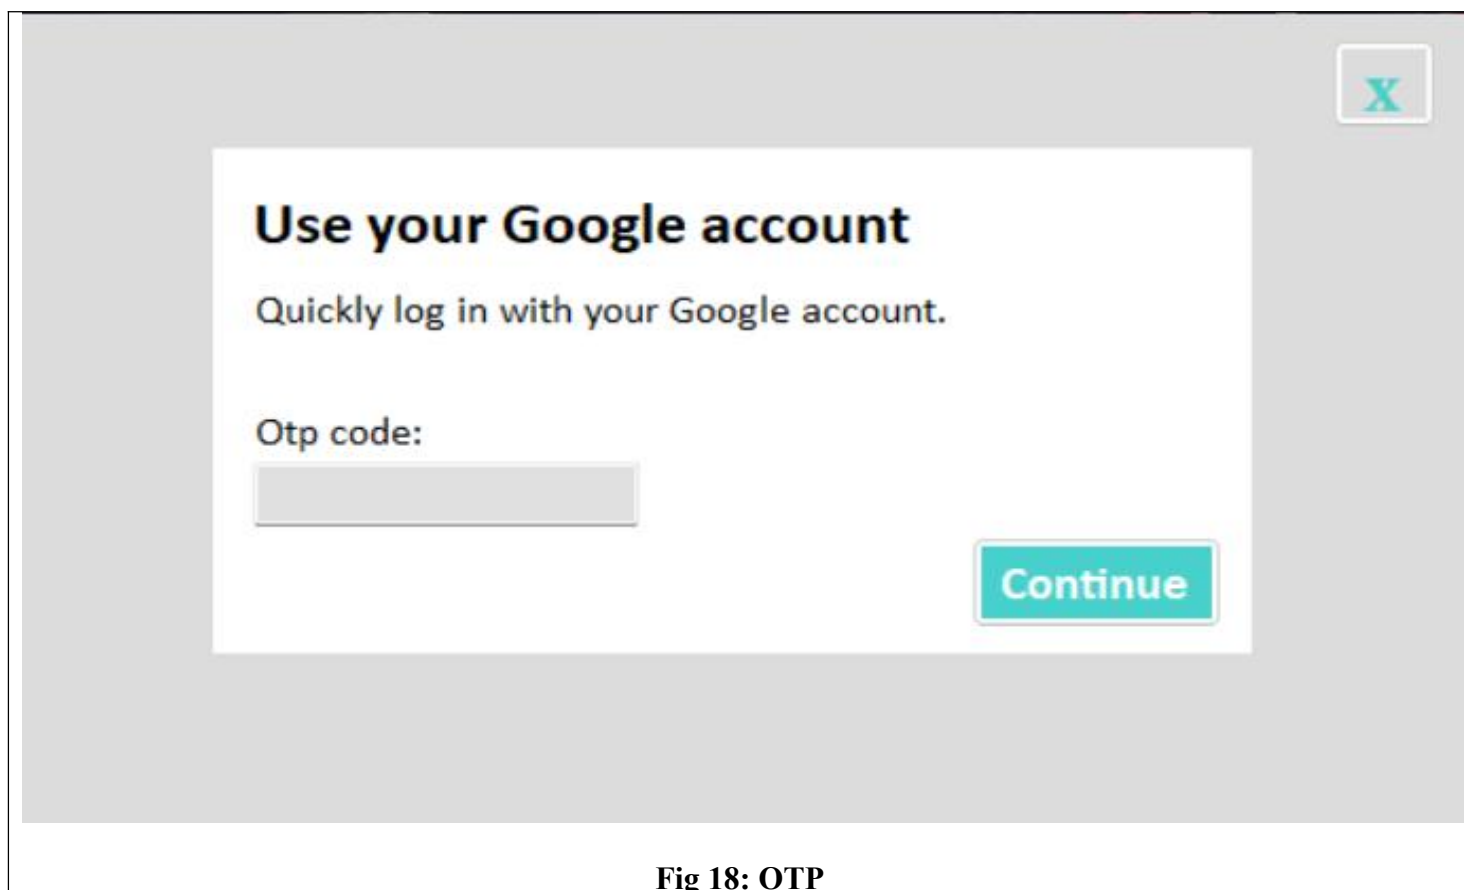 x
Use your Google account
Quickly log in with your Google account.
Otp code:
Continue
Fig 18: OTP